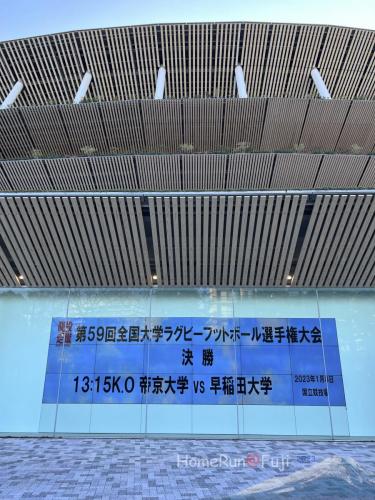 第59回全国大学ラグビーフットボール選手権大会
決勝
13:15K.O 帝京大学 VS 早稲田大学
2023年1月8日
国立競技場
HomeRun@Fuji